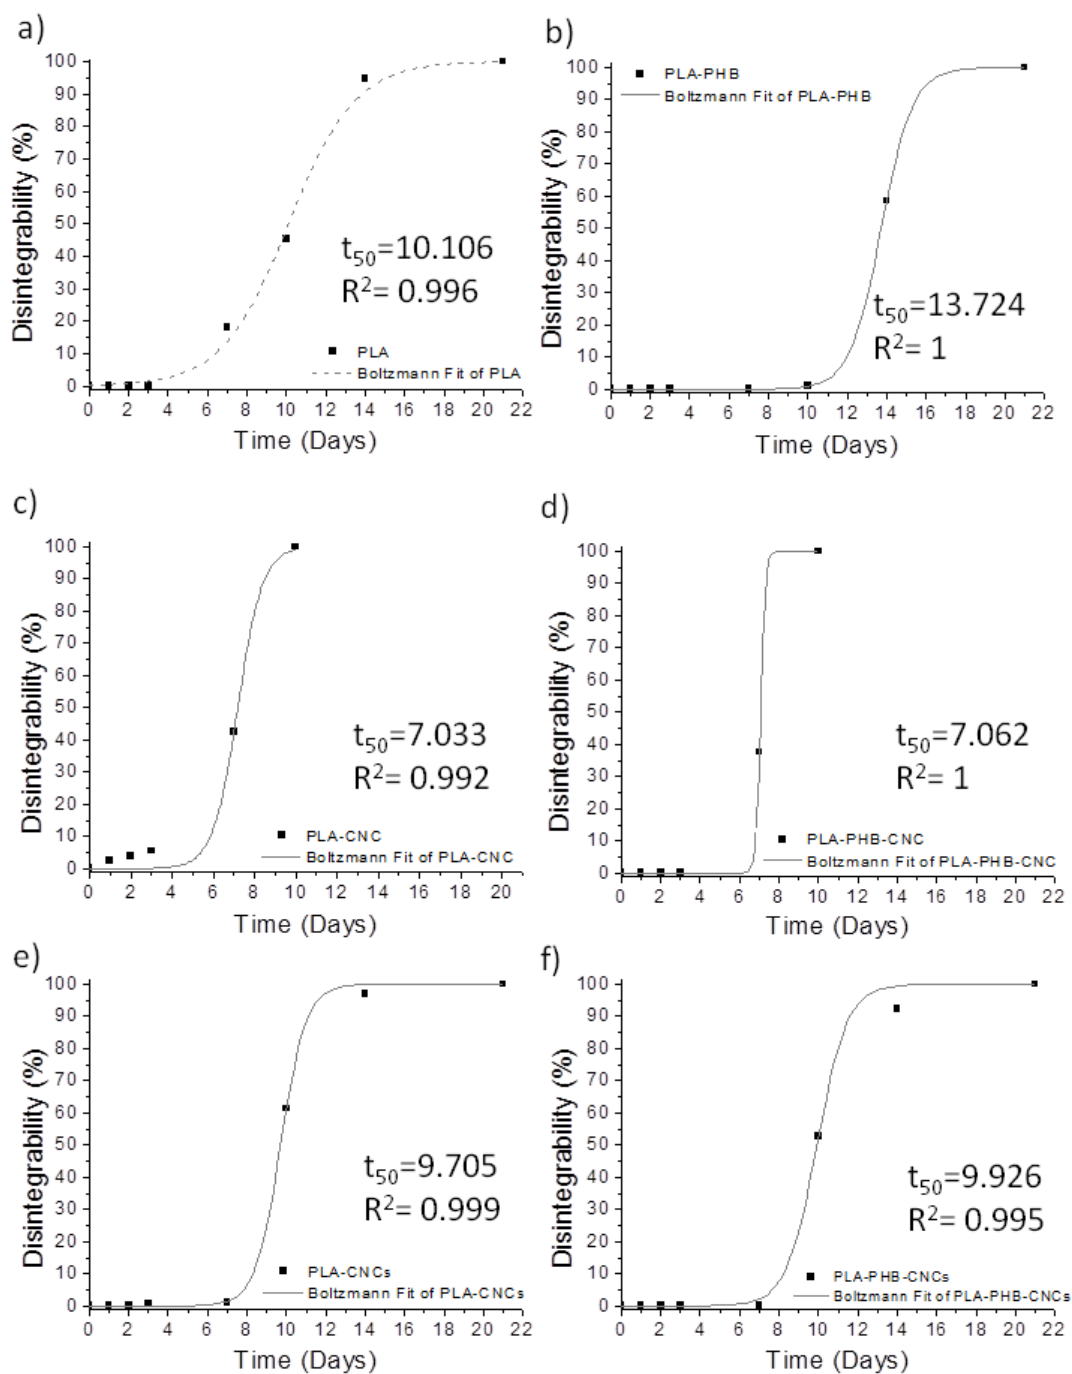 a)
100
90
80
70
60
50
40
30
20
10
0
Disintegrability (%)
t50=10.106
R2= 0.996
PLA
Boltzmann Fit of PLA
0 2 4 6 8 10 12 14 16 18 20 22
Time (Days)
b)
100
90
80
70
60
50
40
30
20
10
0
Disintegrability (%)
PLA-PHB
Boltzmann Fit of PLA-PHB
t50=13.724
R2= 1
0 2 4 6 8 10 12 14 16 18 20 22
Time (Days)
c)
100
90
80
70
60
50
40
30
20
10
0
Disintegrability (%)
t50=7.033
R2= 0.992
PLA-CNC
Boltzmann Fit of PLA-CNC
0 2 4 6 8 10 12 14 16 18 20 22
Time (Days)
d)
100
90
80
70
60
50
40
30
20
10
0
Disintegrability (%)
t50=7.062
R2= 1
PLA-PHB-CNC
Boltzmann Fit of PLA-PHB-CNC
0 2 4 6 8 10 12 14 16 18 20 22
Time (Days)
e)
100
90
80
70
60
50
40
30
20
10
0
Disintegrability (%)
t50=9.705
R2= 0.999
PLA-CNCs
Boltzmann Fit of PLA-CNCs
0 2 4 6 8 10 12 14 16 18 20 22
Time (Days)
f)
100
90
80
70
60
50
40
30
20
10
0
Disintegrability (%)
t50=9.926
R2= 0.995
PLA-PHB-CNCs
Boltzmann Fit of PLA-PHB-CNCs
0 2 4 6 8 10 12 14 16 18 20 22
Time (Days)